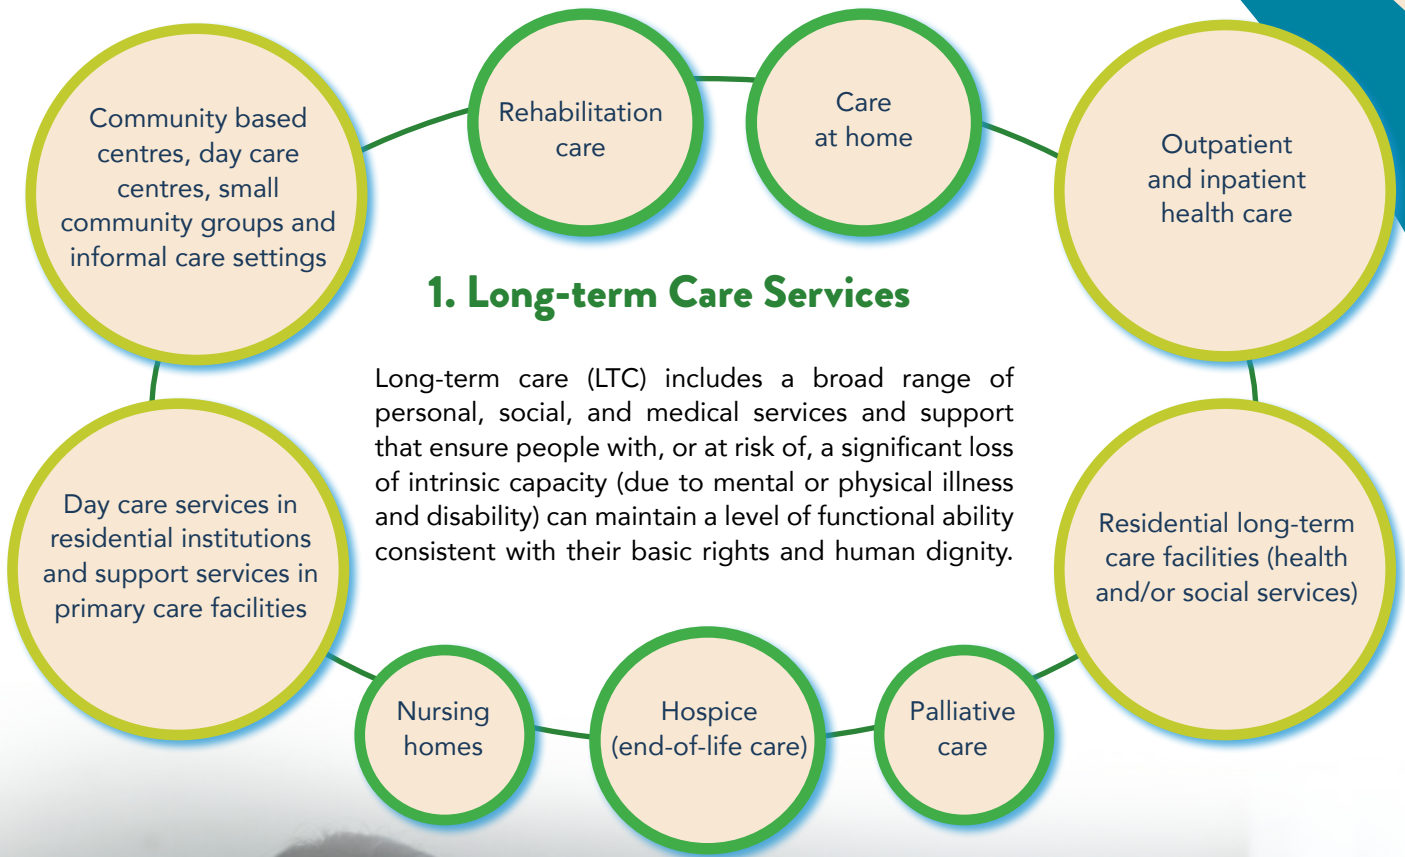 Community based
centres, day care
centres, small
community groups and
informal care settings
Rehabilitation
care
Care
at home
Outpatient
and inpatient
health care
1. Long-term Care Services
Long-term care (LTC) includes a broad range of
personal, social, and medical services and support
that ensure people with, or at risk of, a significant loss
of intrinsic capacity (due to mental or physical illness
and disability) can maintain a level of functional ability
consistent with their basic rights and human dignity.
Day care services in
residential institutions
and support services in
primary care facilities
Residential long-term
care facilities (health
and/or social services)
Nursing
homes
Hospice
(end-of-life care)
Palliative
care